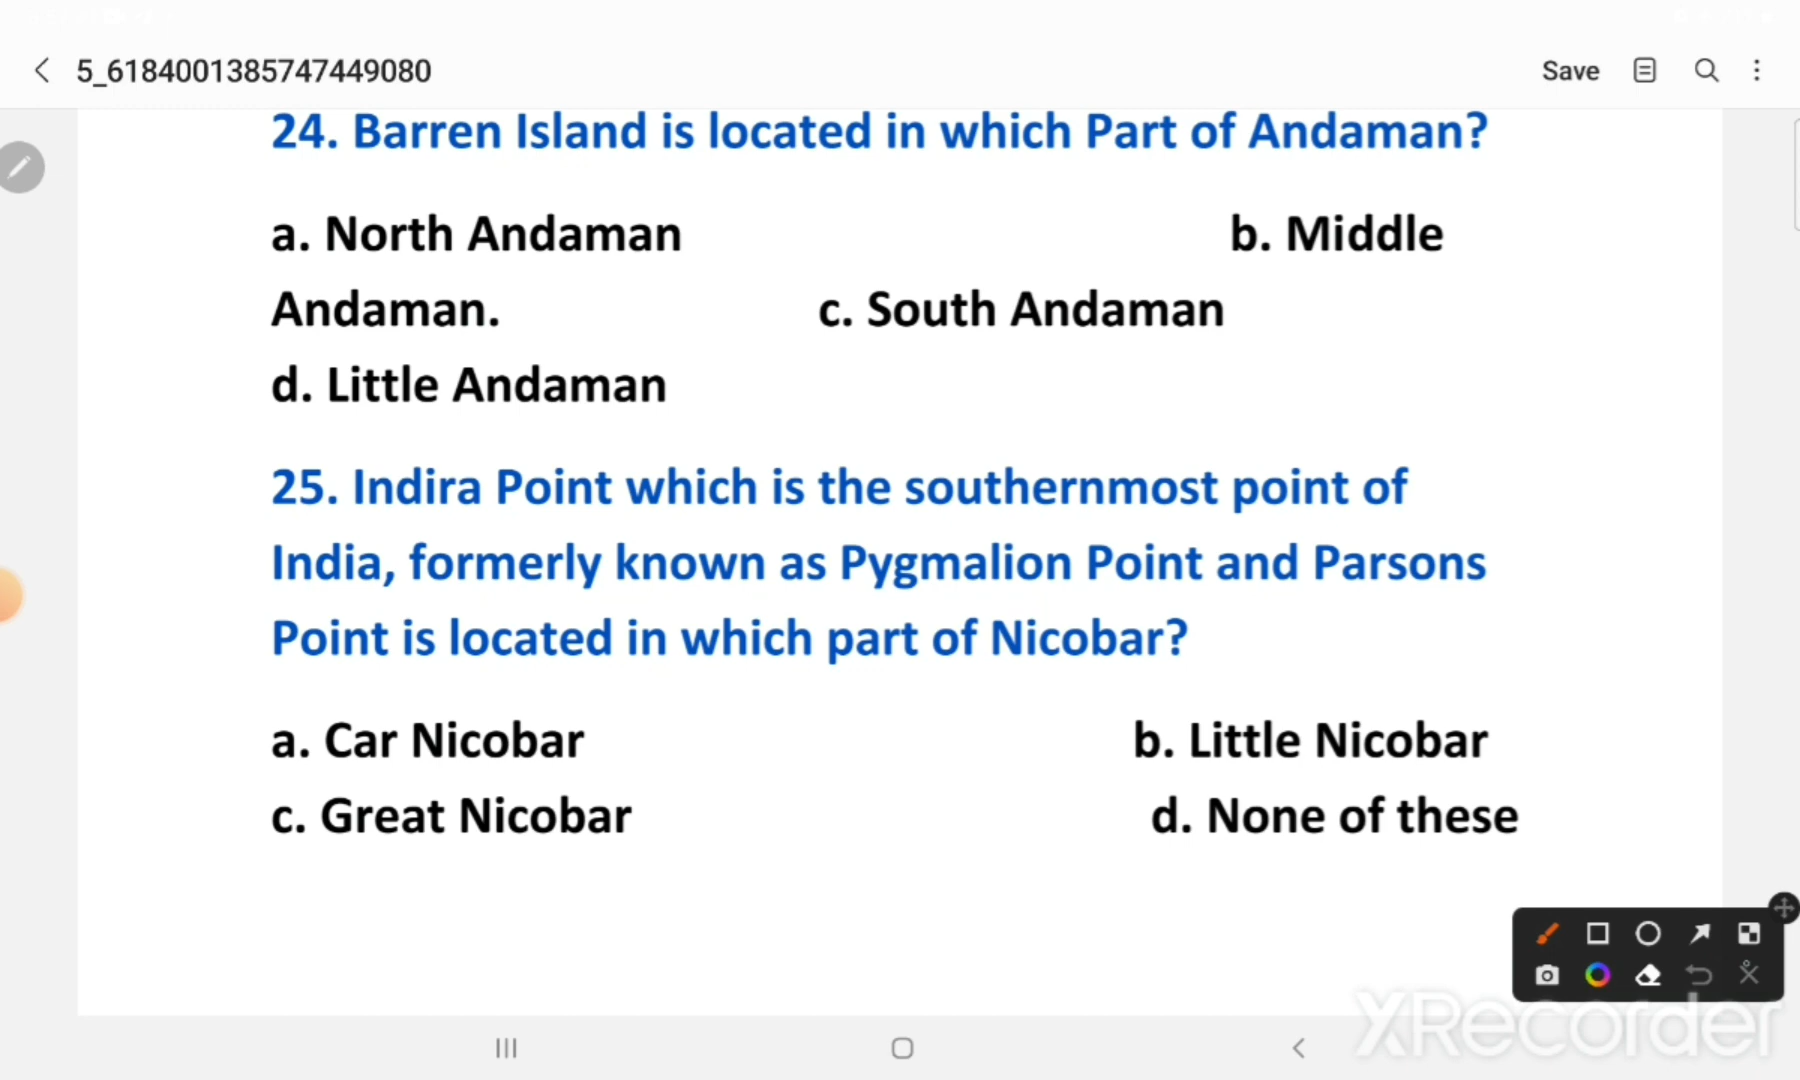 5_6184001385747449080
Save
24. Barren Island is located in which Part of Andaman?
a. North Andaman b. Middle
Andaman. c. South Andaman
d. Little Andaman
25. Indira Point which is the southernmost point of
India, formerly known as Pygmalion Point and Parsons
Point is located in which part of Nicobar?
a. Car Nicobar b. Little Nicobar
c. Great Nicobar d. None of these
XRecorder